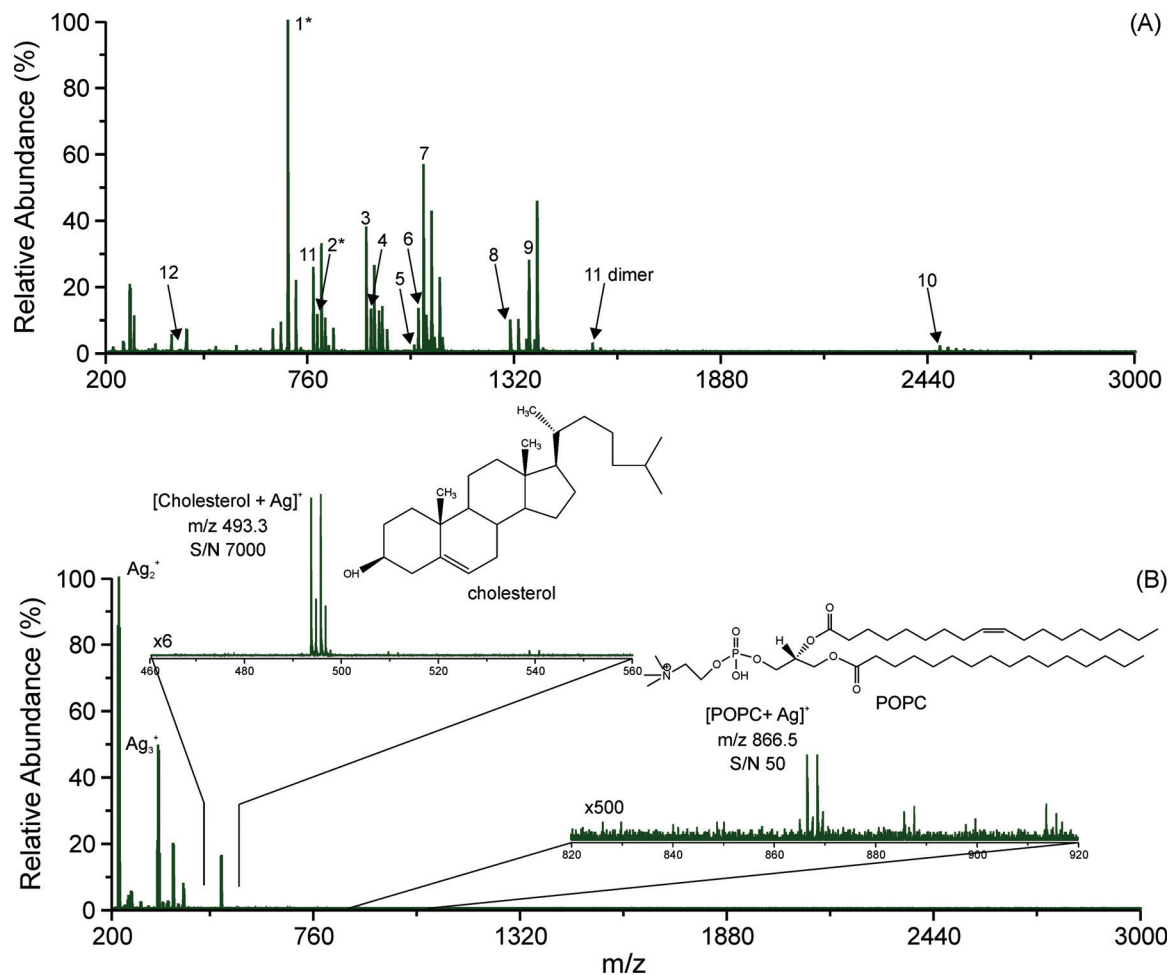 (A)
Relative Abundance (%)
100
80
60
40
20
0
1*
7
3
6
4
11
2*
5
12
8
9
11 dimer
10
200
760
1320
1880
2440
3000
H₃C
CH₃
CH₃
OH
cholesterol
[Cholesterol + Ag]⁺
m/z 493.3
S/N 7000
x6
460
480
500
520
540
560
(B)
Relative Abundance (%)
100
80
60
40
20
0
Ag₂⁺
Ag₃⁺
O
O
H
O
P
O
O
O
N
+
OH
O
POPC
[POPC+ Ag]⁺
m/z 866.5
S/N 50
x500
820
840
860
880
900
920
200
760
1320
1880
2440
3000
m/z